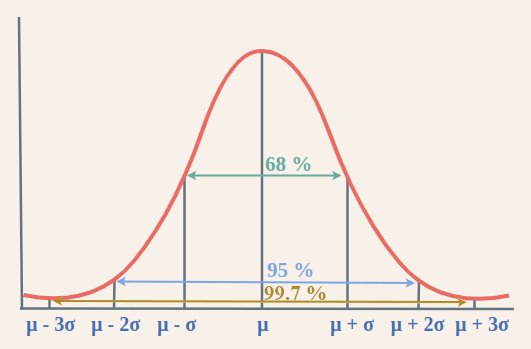 68 %
95 %
99.7 %
μ - 3σ μ - 2σ μ - σ μ μ + σ μ + 2σ μ + 3σ